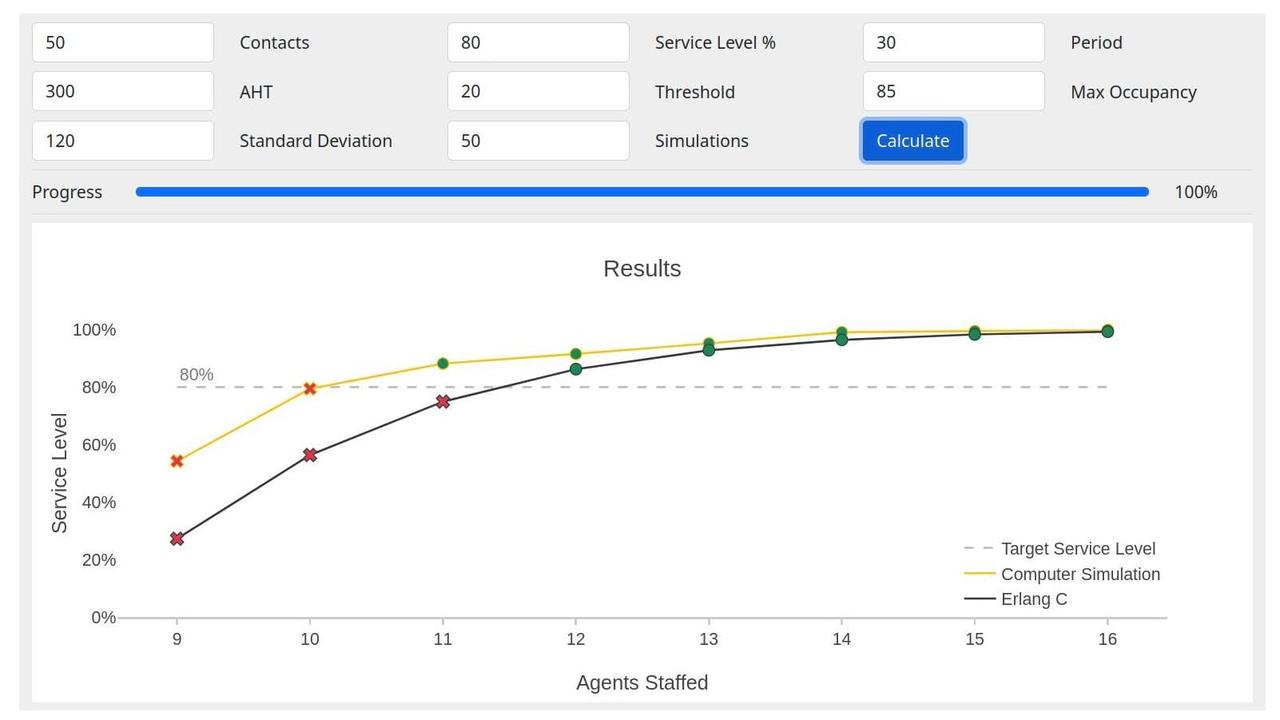 50 Contacts 80 Service Level % 30 Period
300 AHT 20 Threshold 85 Max Occupancy
120 Standard Deviation 50 Simulations Calculate
Progress 100%
Results
100%
80%
80%
60%
40%
20%
0%
Service Level
Target Service Level
Computer Simulation
Erlang C
9 10 11 12 13 14 15 16
Agents Staffed